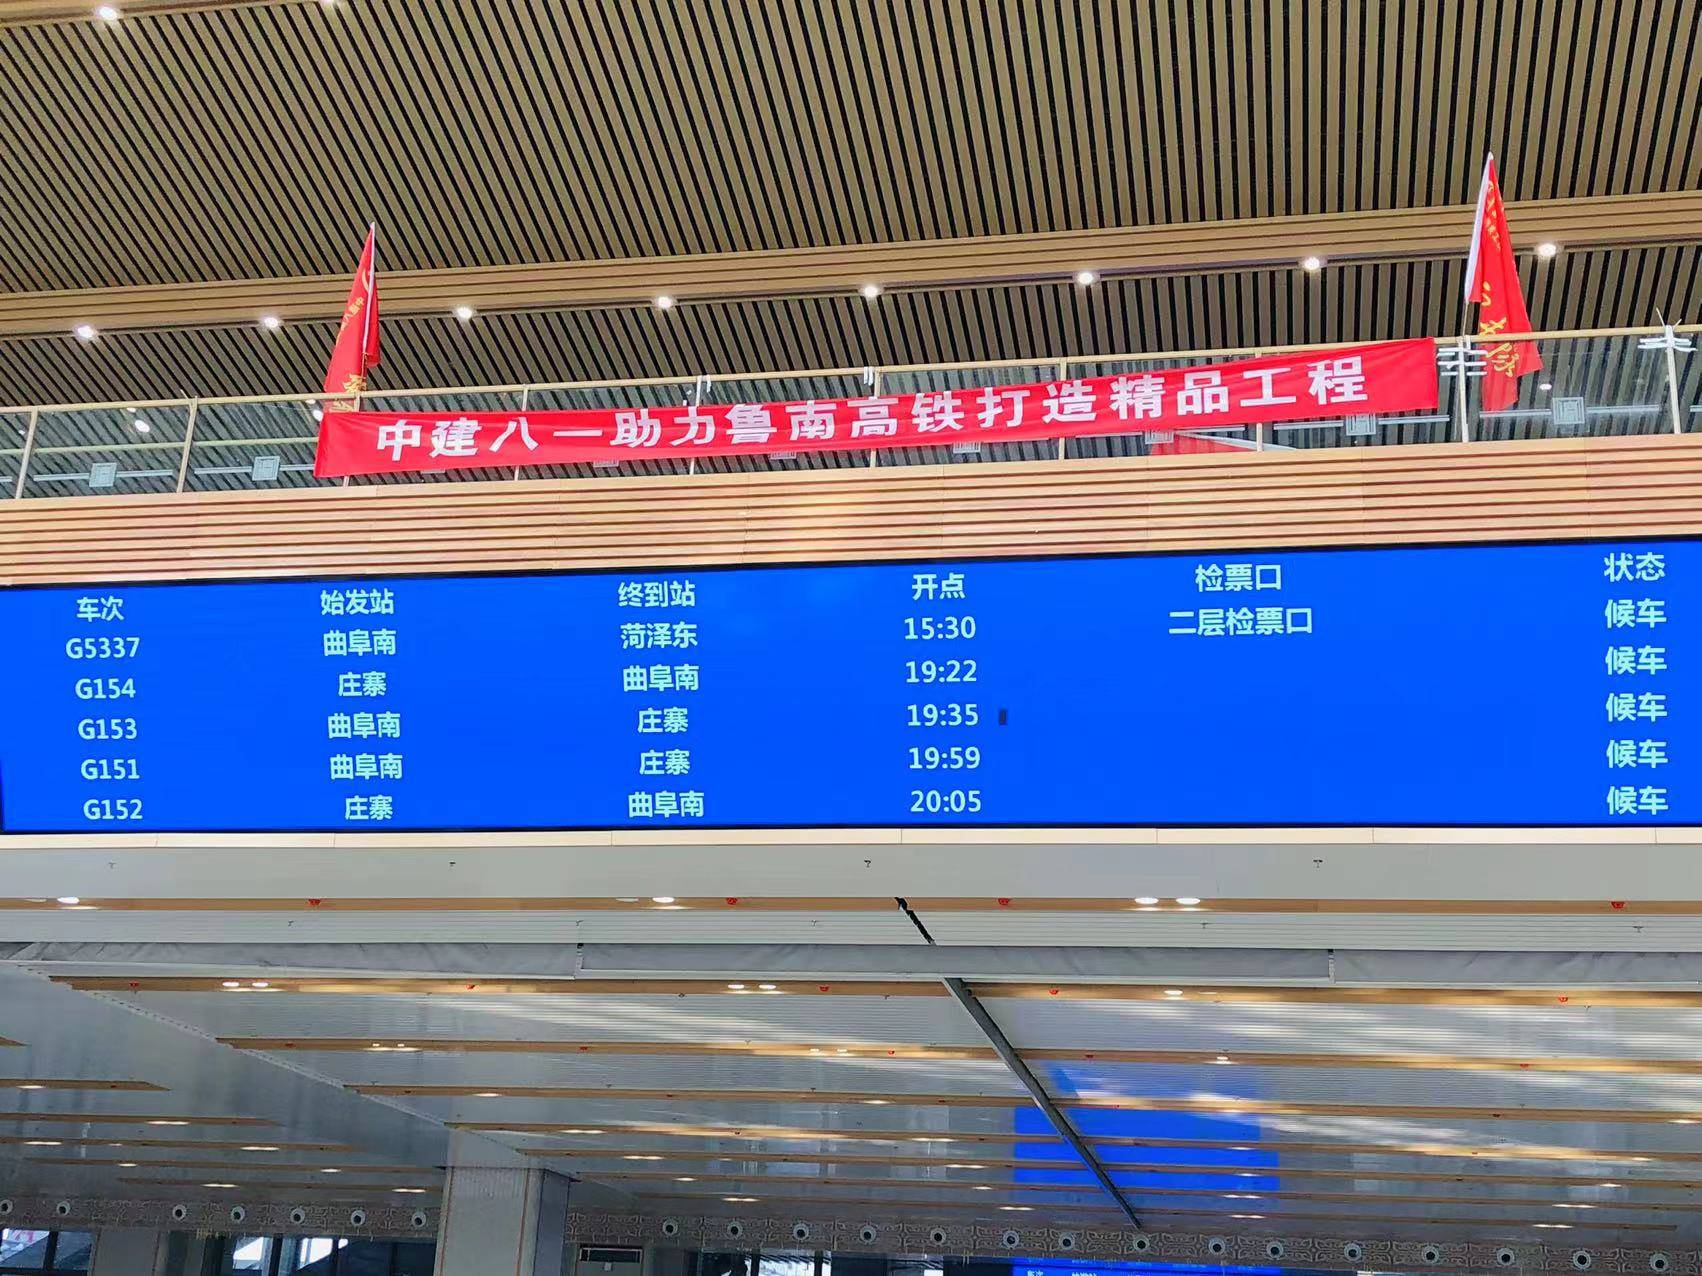 中建八一助力鲁南高铁打造精品工程
车次 始发站 终到站 开点 检票口 状态
G5337 曲阜南 菏泽东 15:30 二层检票口 候车
G154 庄寨 曲阜南 19:22 候车
G153 曲阜南 庄寨 19:35 候车
G151 曲阜南 庄寨 19:59 候车
G152 庄寨 曲阜南 20:05 候车